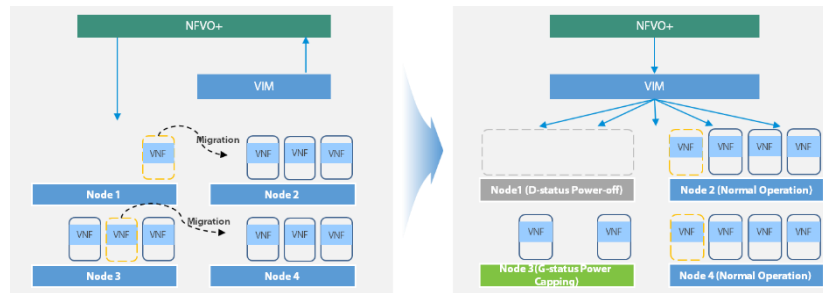 NFVO+
VIM
Migration
VNF
VNF VNF VNF
Node 1
Node 2
Migration
VNF VNF VNF
VNF VNF VNF
Node 3
Node 4
NFVO+
VIM
VNF VNF VNF VNF
Node1 (D-status Power-off)
Node 2 (Normal Operation)
VNF VNF
VNF VNF VNF VNF
Node 3(G-status Power
Capping)
Node 4 (Normal Operation)